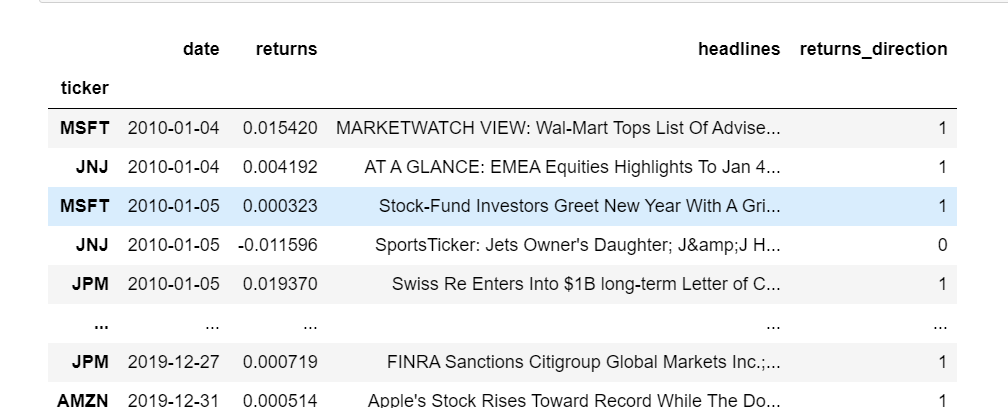 date returns headlines returns_direction
ticker
MSFT 2010-01-04 0.015420 MARKETWATCH VIEW: Wal-Mart Tops List Of Advise... 1
JNJ 2010-01-04 0.004192 AT A GLANCE: EMEA Equities Highlights To Jan 4... 1
MSFT 2010-01-05 0.000323 Stock-Fund Investors Greet New Year With A Gri... 1
JNJ 2010-01-05 -0.011596 SportsTicker: Jets Owner's Daughter; J&amp;J H... 0
JPM 2010-01-05 0.019370 Swiss Re Enters Into $1B long-term Letter of C... 1
... ... ... ... ...
JPM 2019-12-27 0.000719 FINRA Sanctions Citigroup Global Markets Inc.;... 1
AMZN 2019-12-31 0.000514 Apple's Stock Rises Toward Record While The Do... 1